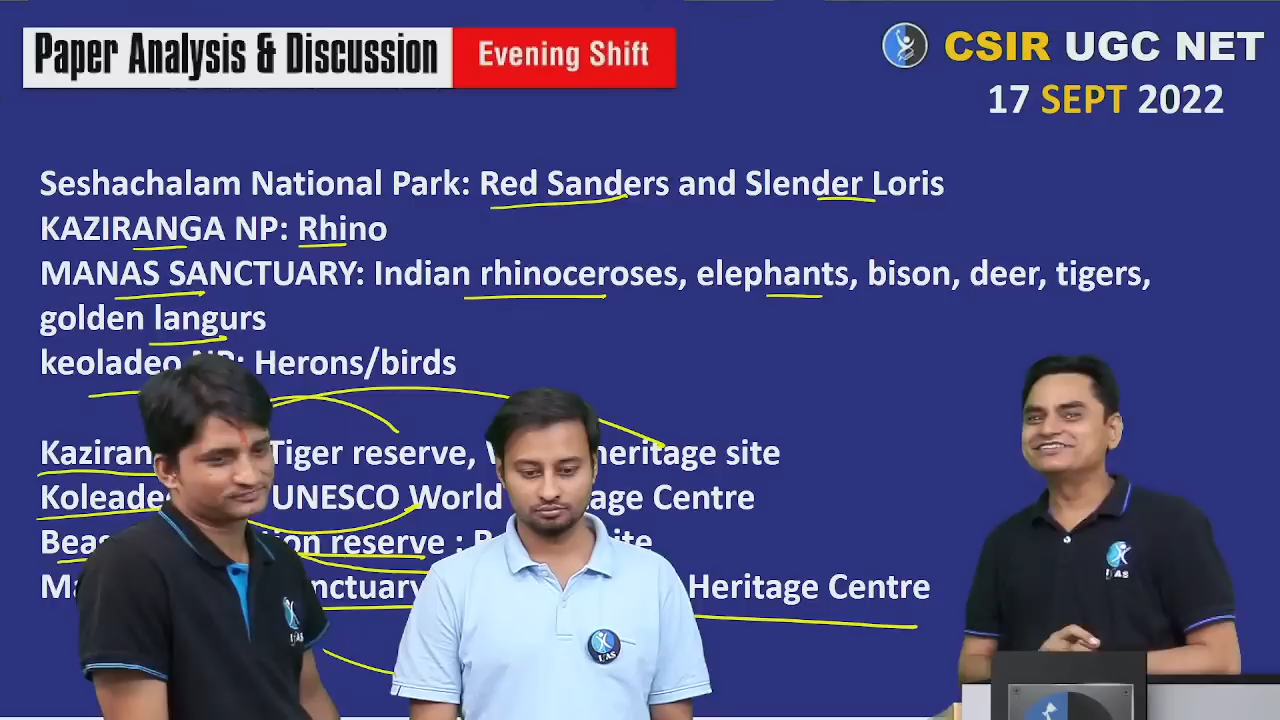 Paper Analysis & Discussion Evening Shift
CSIR UGC NET
17 SEPT 2022
Seshachalam National Park: Red Sanders and Slender Loris
KAZIRANGA NP: Rhino
MANAS SANCTUARY: Indian rhinoceroses, elephants, bison, deer, tigers,
golden langurs
keoladeo NP: Herons/birds
Tiger reserve, heritage site
UNESCO World Centre
reserve :
Heritage Centre